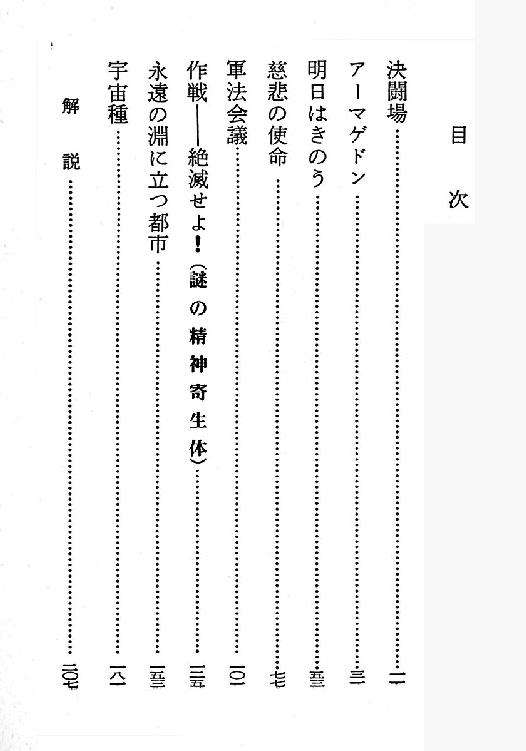 目次
決闘場……一一
アーマゲドン……三一
明日はきのう……五三
慈悲の使命……七七
軍法会議……一〇一
作戦――絶滅せよ！(謎の精神寄生体)……一二五
永遠の淵に立つ都市……一五三
宇宙種……一八一
解説……二〇七